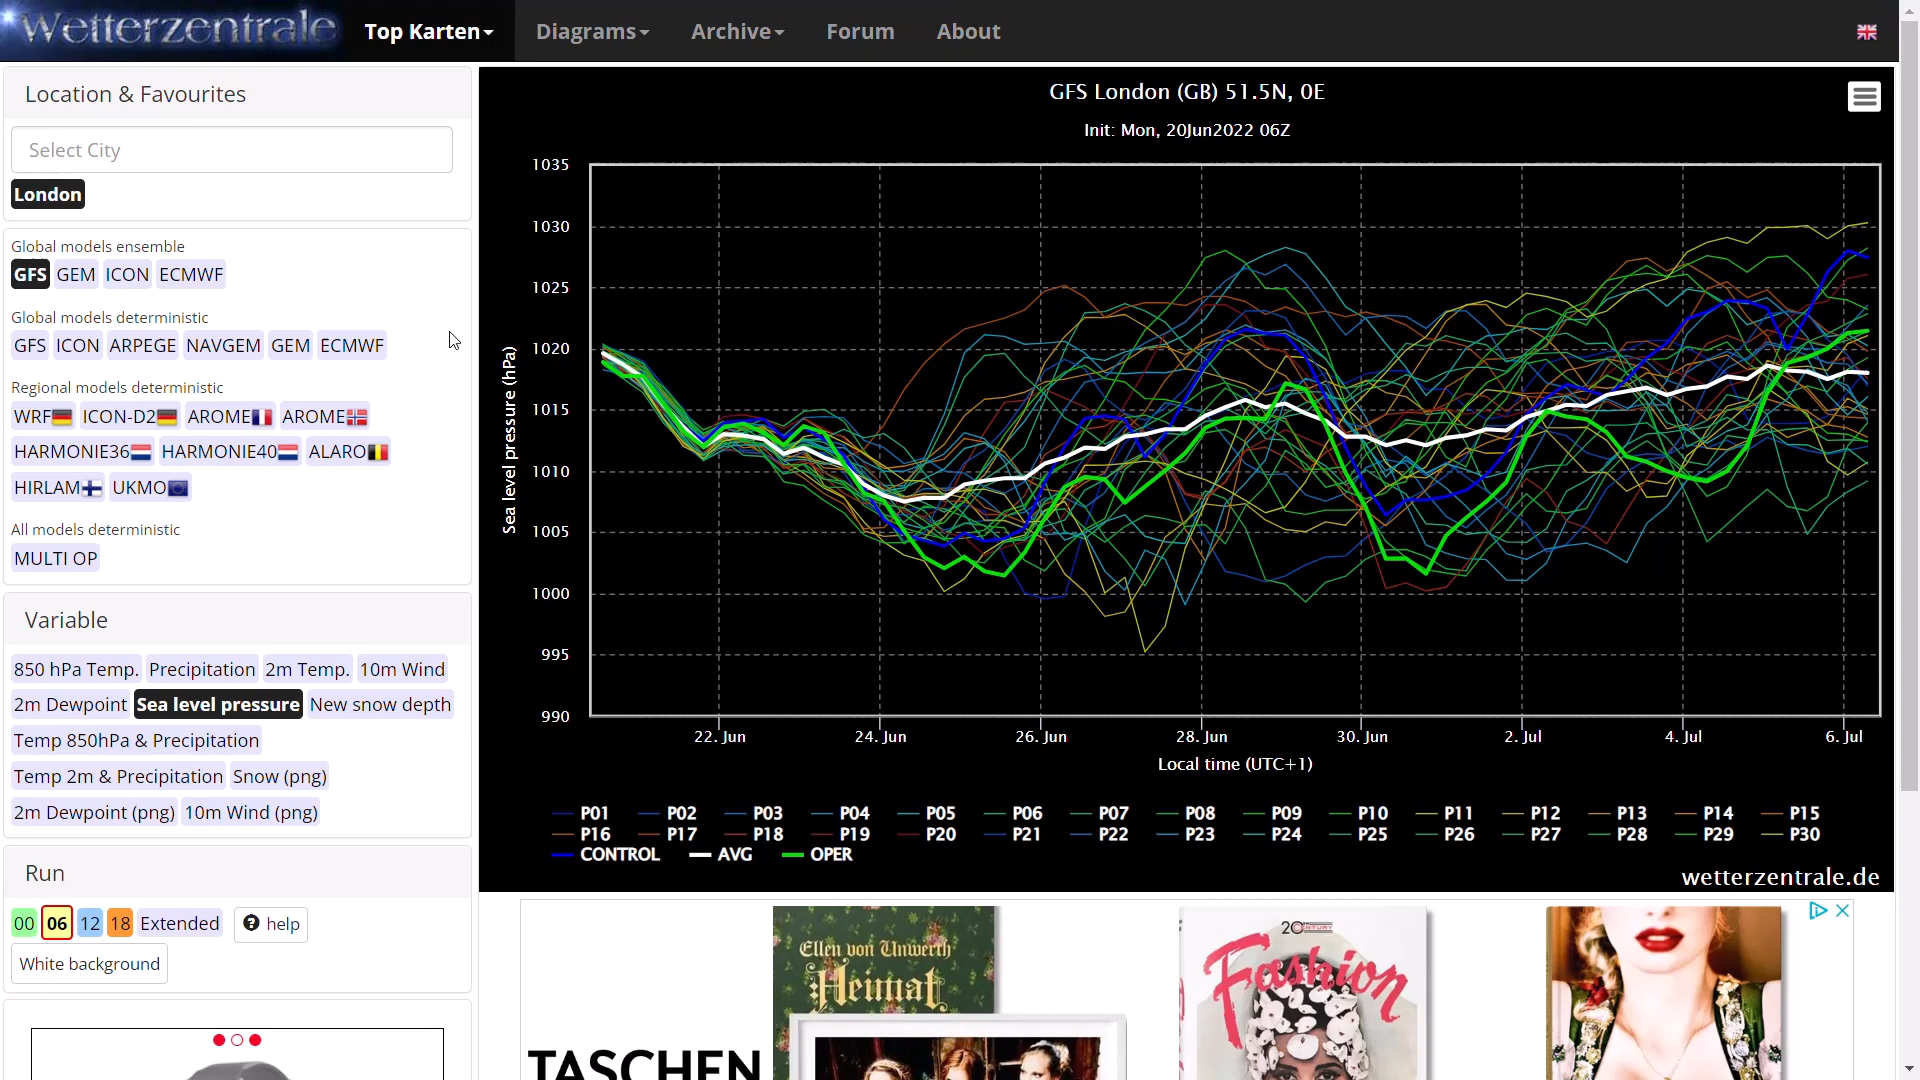 Wetterzentrale
Top Karten
Diagrams
Archive
Forum
About
Location & Favourites
Select City
London
Global models ensemble
GFS GEM ICON ECMWF
Global models deterministic
GFS ICON ARPEGE NAVGEM GEM ECMWF
Regional models deterministic
WRF ICON-D2 AROME AROME
HARMONIE36 HARMONIE40 ALARO
HIRLAM UKMO
All models deterministic
MULTI OP
Variable
850 hPa Temp. Precipitation 2m Temp. 10m Wind
2m Dewpoint Sea level pressure New snow depth
Temp 850hPa & Precipitation
Temp 2m & Precipitation Snow (png)
2m Dewpoint (png) 10m Wind (png)
Run
00 06 12 18 Extended ? help
White background
GFS London (GB) 51.5N, 0E
Init: Mon, 20Jun2022 06Z
Sea level pressure (hPa)
1035
1030
1025
1020
1015
1010
1005
1000
995
990
22. Jun 24. Jun 26. Jun 28. Jun 30. Jun 2. Jul 4. Jul 6. Jul
Local time (UTC+1)
P01 P02 P03 P04 P05 P06 P07 P08 P09 P10 P11 P12 P13 P14 P15
P16 P17 P18 P19 P20 P21 P22 P23 P24 P25 P26 P27 P28 P29 P30
CONTROL AVG OPER
wetterzentrale.de
TASCHEN
Ellen von Unwerth
Heimat
20 CENTURY
Fashion